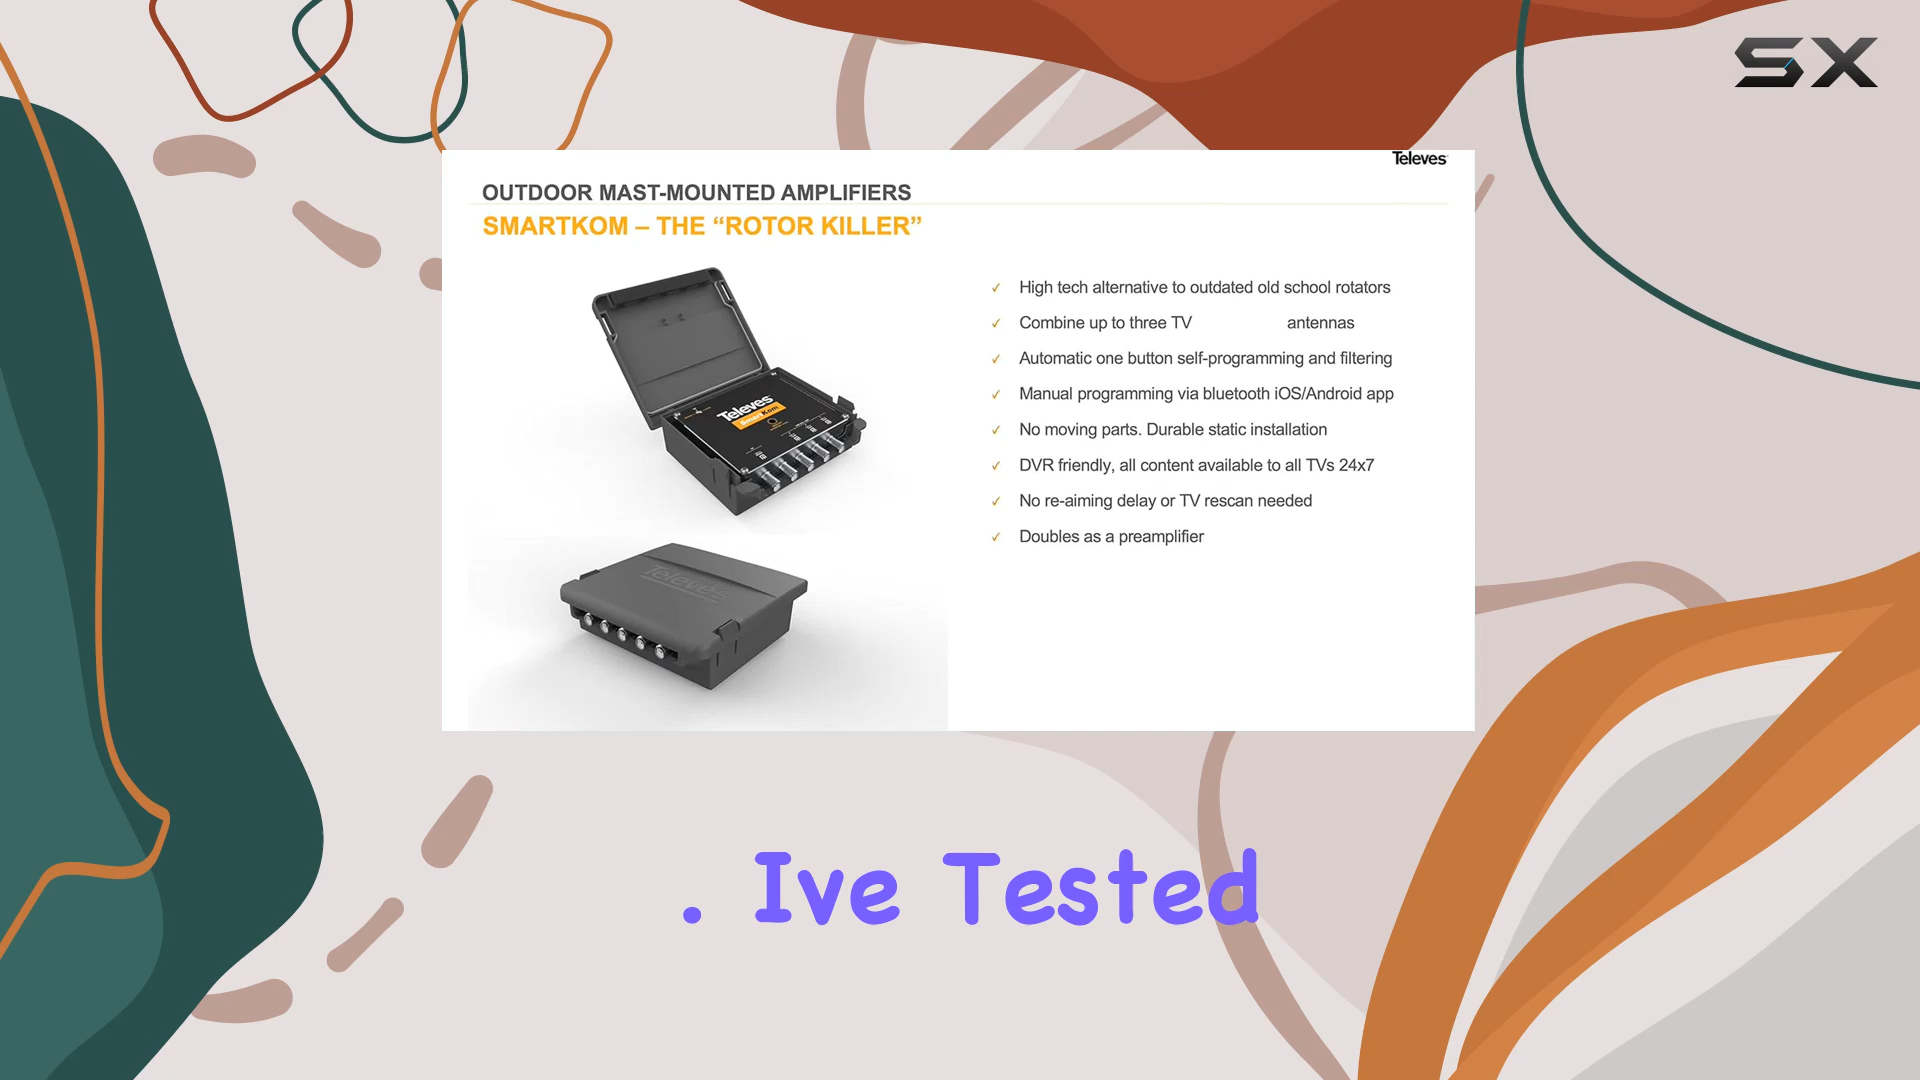 SX
Televes
OUTDOOR MAST-MOUNTED AMPLIFIERS
SMARTKOM – THE “ROTOR KILLER”
✓ High tech alternative to outdated old school rotators
✓ Combine up to three TV antennas
✓ Automatic one button self-programming and filtering
✓ Manual programming via bluetooth iOS/Android app
✓ No moving parts. Durable static installation
✓ DVR friendly, all content available to all TVs 24x7
✓ No re-aiming delay or TV rescan needed
✓ Doubles as a preamplifier
Televes
SmartKom
Televes
. Ive Tested